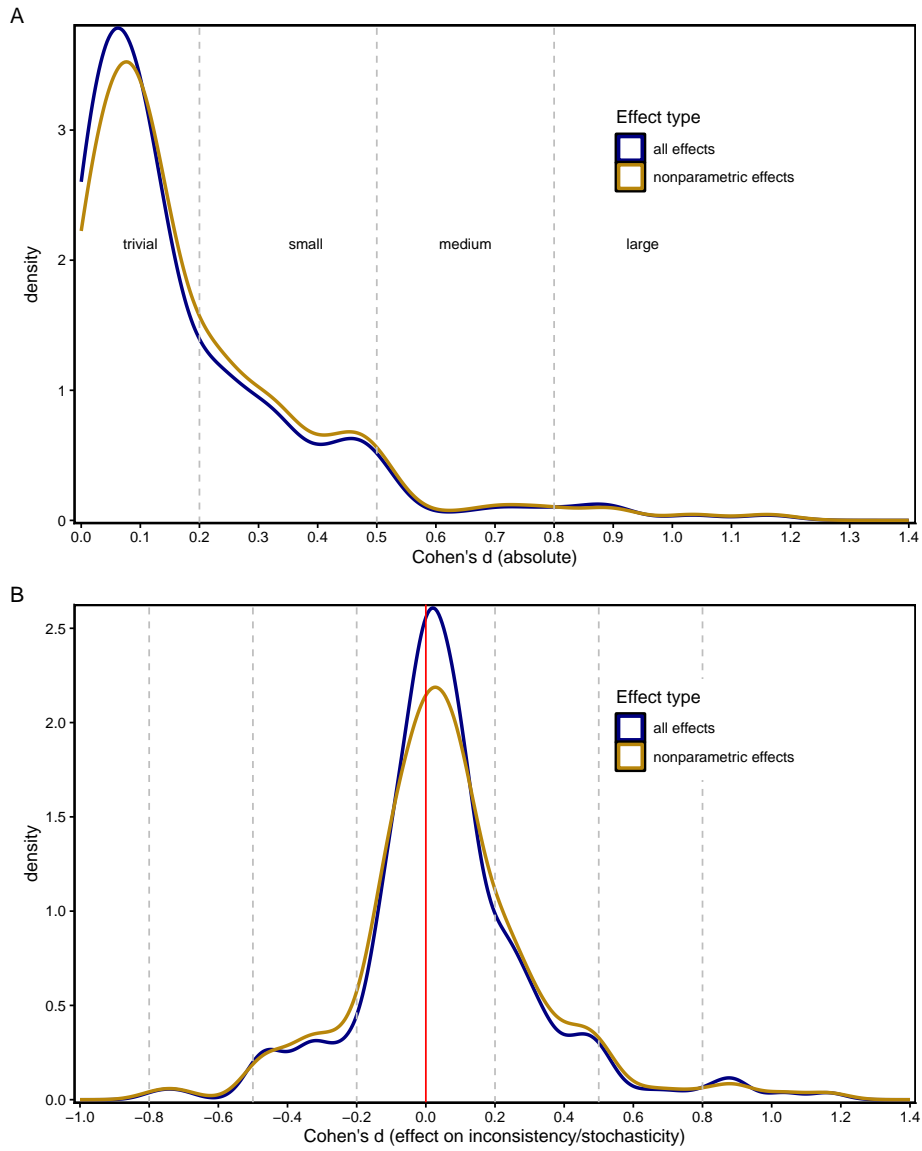 A
density
3
2
1
0
Effect type
all effects
nonparametric effects
trivial small medium large
0.0 0.1 0.2 0.3 0.4 0.5 0.6 0.7 0.8 0.9 1.0 1.1 1.2 1.3 1.4
Cohen's d (absolute)
B
density
2.5
2.0
1.5
1.0
0.5
0.0
Effect type
all effects
nonparametric effects
−1.0 −0.8 −0.6 −0.4 −0.2 0.0 0.2 0.4 0.6 0.8 1.0 1.2 1.4
Cohen's d (effect on inconsistency/stochasticity)